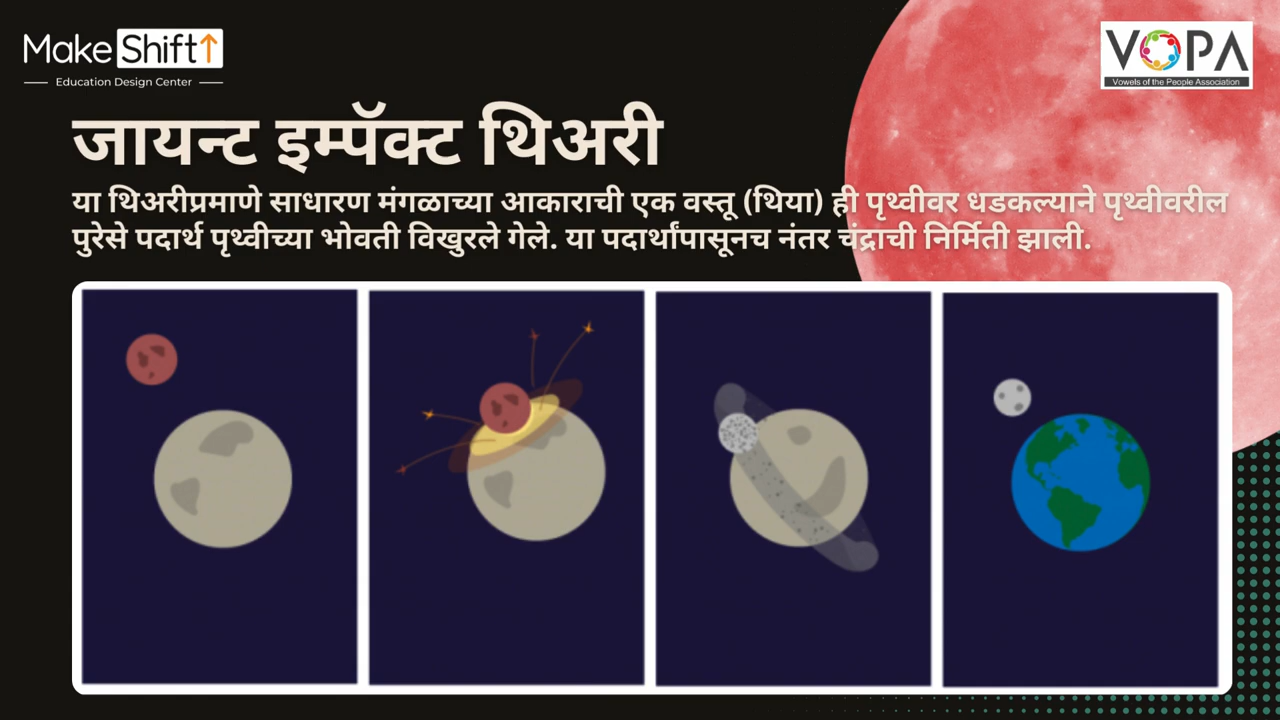 MakeShift
Education Design Center
VOPA
Vowels of the People Association
जायन्ट इम्पॅक्ट थिअरी
या थिअरीप्रमाणे साधारण मंगळाच्या आकाराची एक वस्तू (थिया) ही पृथ्वीवर धडकल्याने पृथ्वीवरील
पुरेसे पदार्थ पृथ्वीच्या भोवती विखुरले गेले. या पदार्थांपासूनच नंतर चंद्राची निर्मिती झाली.